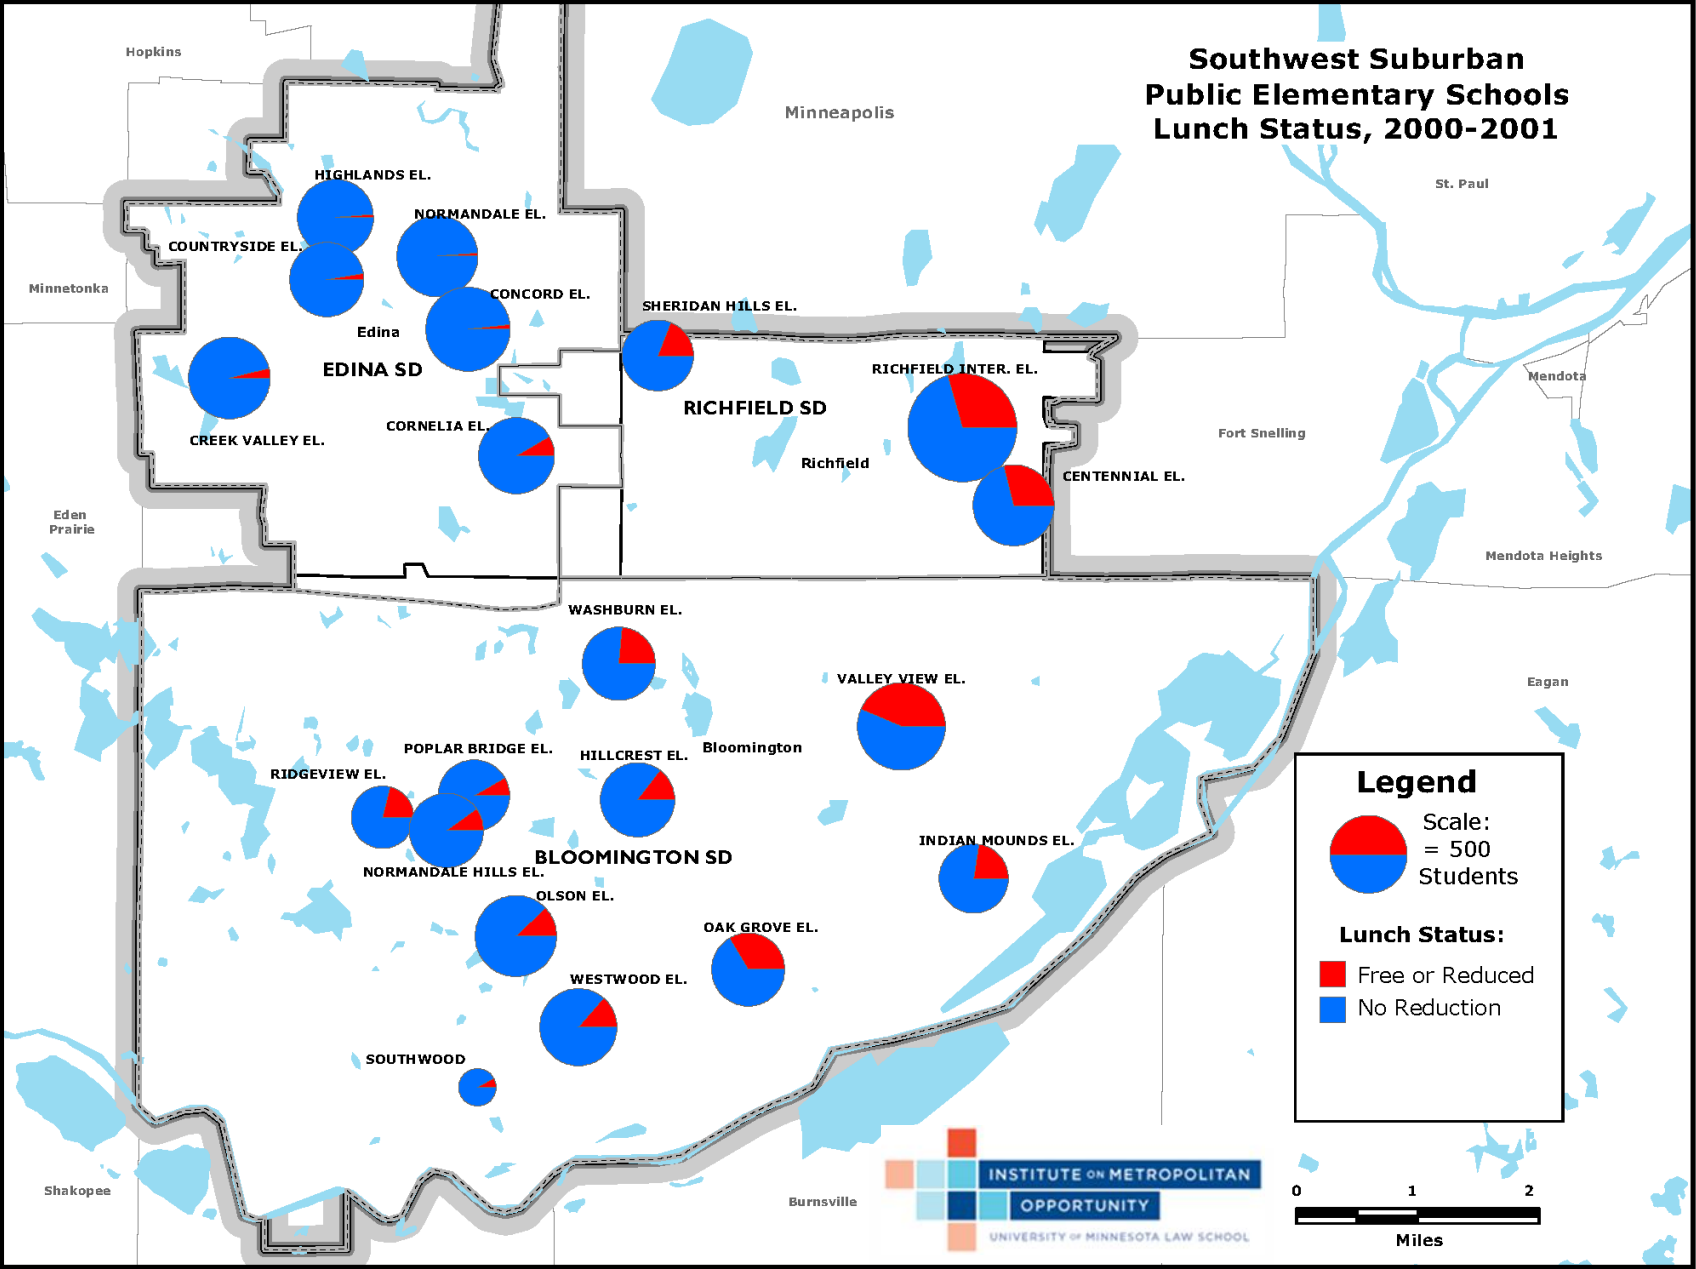 Southwest Suburban
Public Elementary Schools
Lunch Status, 2000-2001
Hopkins
Minneapolis
St. Paul
HIGHLANDS EL.
NORMANDALE EL.
COUNTRYSIDE EL.
Minnetonka
CONCORD EL.
SHERIDAN HILLS EL.
Edina
EDINA SD
RICHFIELD INTER. EL.
Mendota
RICHFIELD SD
CORNELIA EL.
CREEK VALLEY EL.
Fort Snelling
Richfield
CENTENNIAL EL.
Eden
Prairie
Mendota Heights
WASHBURN EL.
VALLEY VIEW EL.
Eagan
POPLAR BRIDGE EL.
HILLCREST EL.
Bloomington
RIDGEVIEW EL.
INDIAN MOUNDS EL.
BLOOMINGTON SD
NORMANDALE HILLS EL.
OLSON EL.
OAK GROVE EL.
WESTWOOD EL.
SOUTHWOOD
Shakopee
Burnsville
Legend
Scale:
= 500
Students
Lunch Status:
Free or Reduced
No Reduction
INSTITUTE ON METROPOLITAN
OPPORTUNITY
UNIVERSITY OF MINNESOTA LAW SCHOOL
0 1 2
Miles